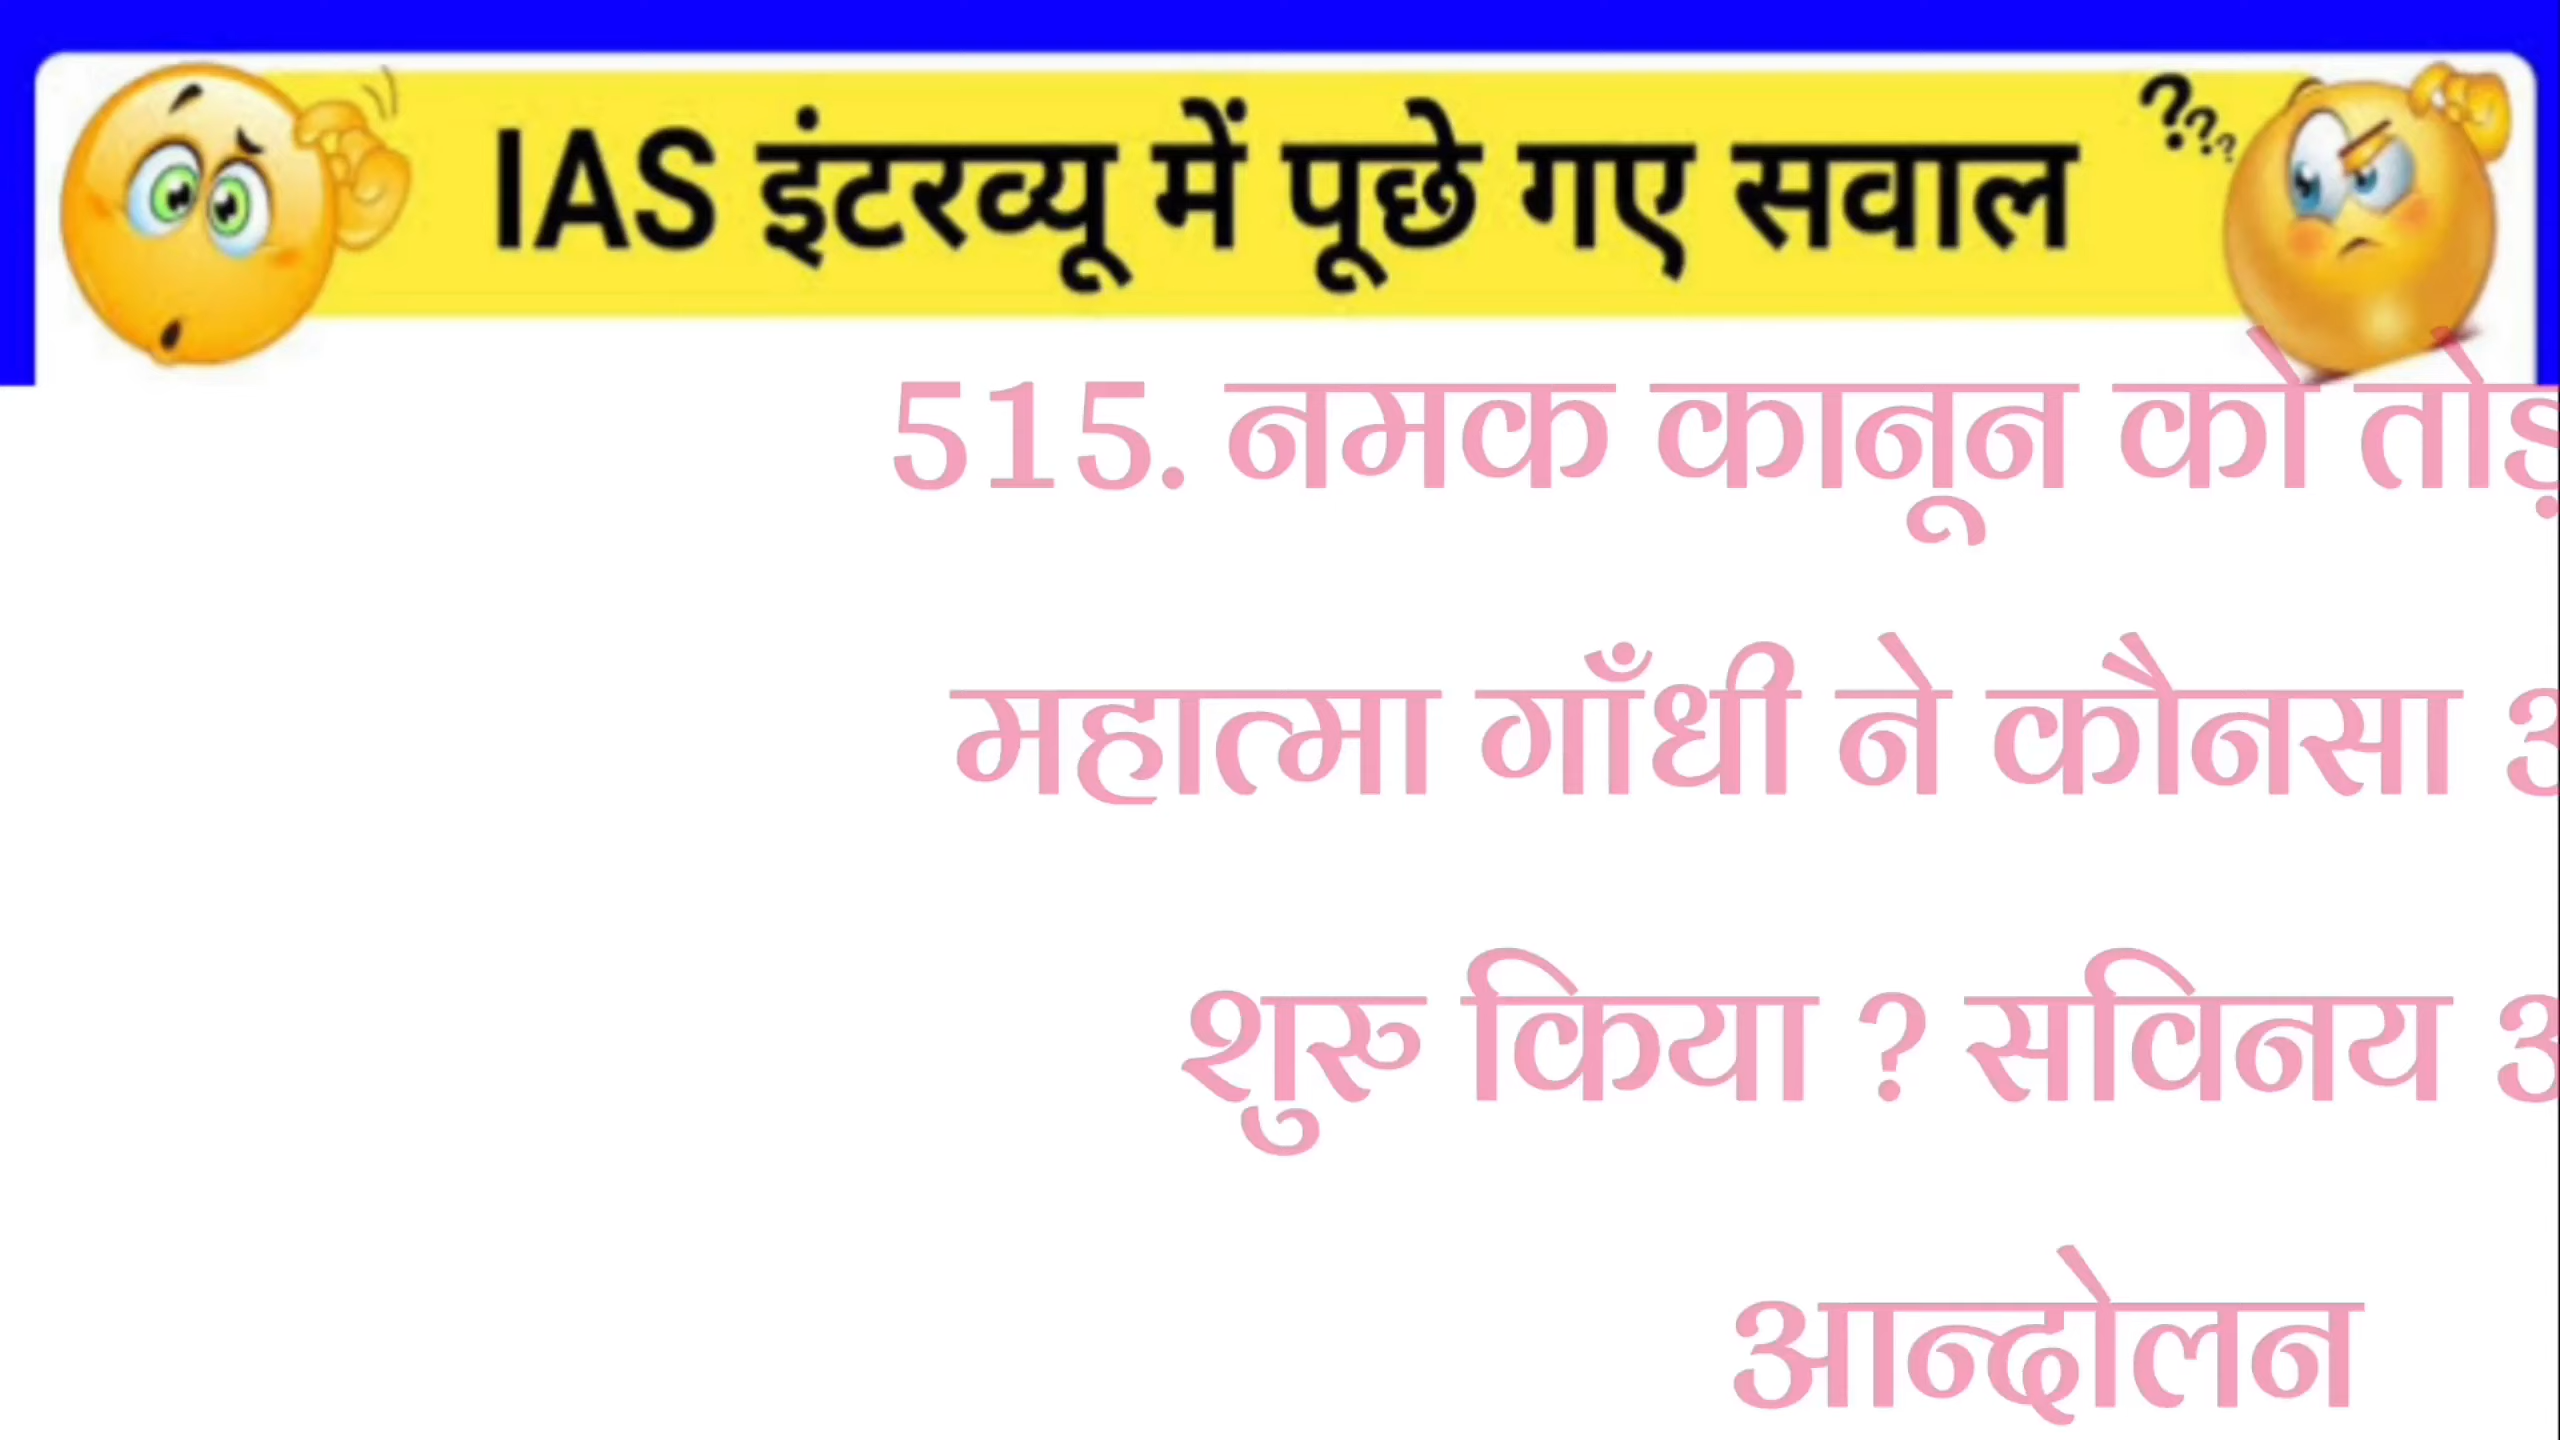 IAS इंटरव्यू में पूछे गए सवाल
???
515. नमक कानून को
महात्मा गाँधी ने कौनसा
शुरु किया ? सविनय
आन्दोलन